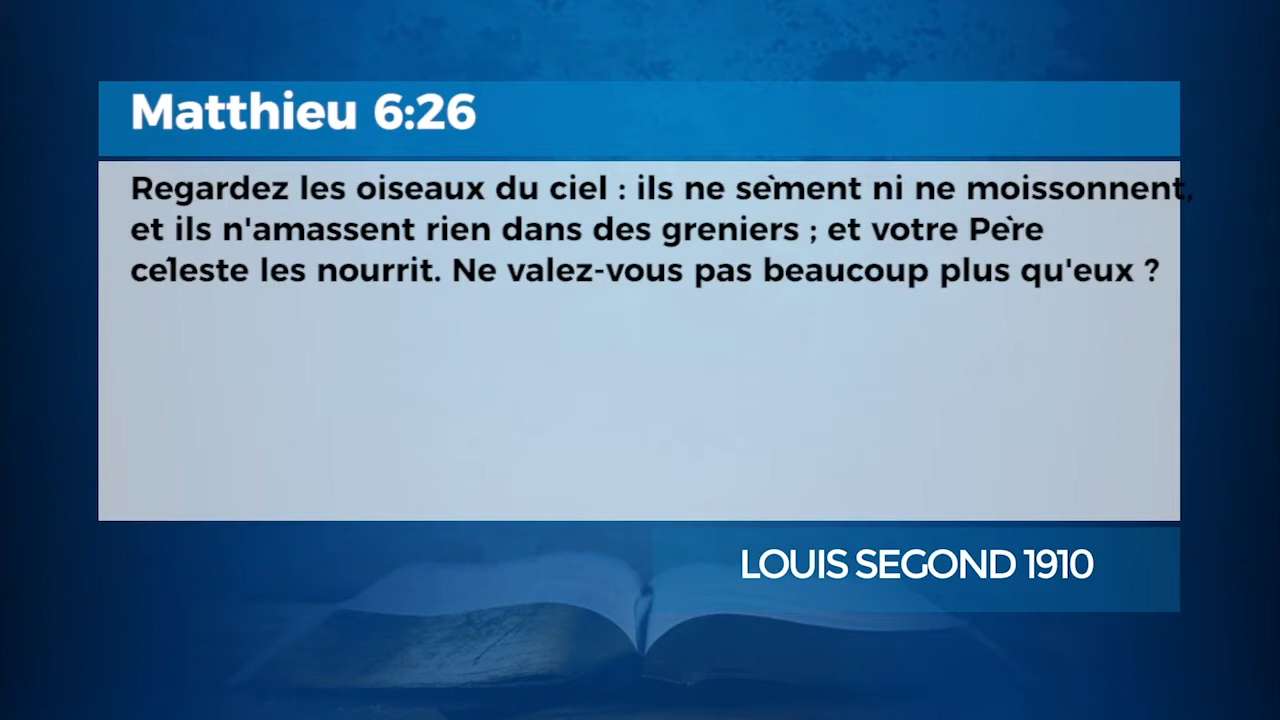 Matthieu 6:26
Regardez les oiseaux du ciel : ils ne sèment ni ne moissonnent,
et ils n'amassent rien dans des greniers ; et votre Père
céleste les nourrit. Ne valez-vous pas beaucoup plus qu'eux ?
LOUIS SEGOND 1910